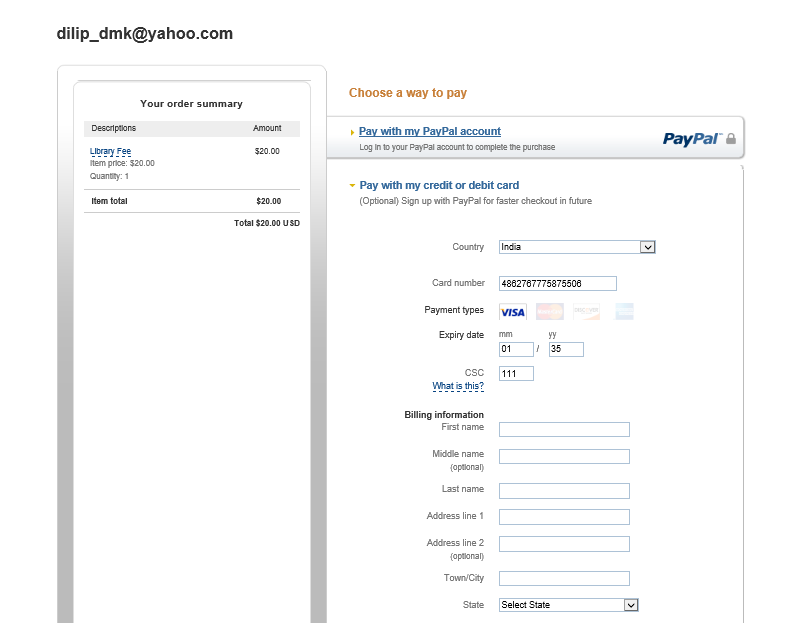 dilip_dmk@yahoo.com
Your order summary
Descriptions Amount
Library Fee $20.00
Item price: $20.00
Quantity: 1
Item total $20.00
Total $20.00 USD
Choose a way to pay
Pay with my PayPal account
Log in to your PayPal account to complete the purchase
PayPal
Pay with my credit or debit card
(Optional) Sign up with PayPal for faster checkout in future
Country India
Card number 4862767775875506
Payment types VISA DISCOVER
Expiry date mm yy
01 / 35
CSC 111
What is this?
Billing information
First name
Middle name
(optional)
Last name
Address line 1
Address line 2
(optional)
Town/City
State Select State